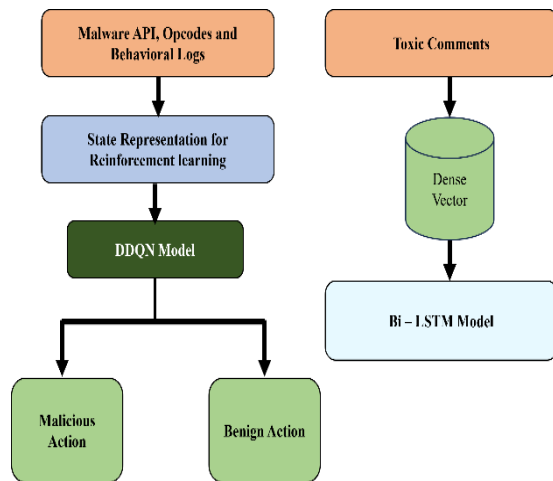 Malware API, Opcodes and
Behavioral Logs
State Representation for
Reinforcement learning
DDQN Model
Malicious
Action
Benign Action
Toxic Comments
Dense
Vector
Bi – LSTM Model